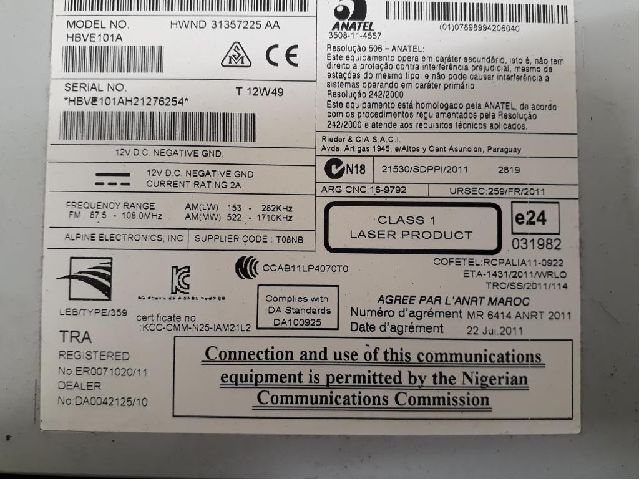 MODEL NO. HWND 31357225 AA
HBVE101A
CE
SERIAL NO. T 12W49
*HBVE101AH21276254*
12V D.C. NEGATIVE GND
12V D.C. NEGATIVE GND
CURRENT RATING 2A
FREQUENCY RANGE AM(LW) 153 - 282KHz
FM 87.5 - 108.0MHz AM(MW) 522 - 1710KHz
ALPINE ELECTRONICS, INC SUPPLIER CODE : T08NB
ANATEL
3508-11-4557
(01)07898994206040
Resolução 506 - ANATEL:
Este equipamento opera em caráter secundário, isto é, não tem
direito a proteção contra interferência prejudicial, mesmo de
estações do mesmo tipo, e não pode causar interferência a
sistemas operando em caráter primário.
Resolução 242/2000
Este equipamento está homologado pela ANATEL, de acordo
com os procedimentos regulamentados pela Resolução
242/2000 e atende aos requisitos técnicos aplicados.
Rieder & CIA S.A.C.I.
Avda. Artigas 1945, e/Altos y Cent Asuncion, Paraguay
N18 21530/SDPPI/2011 2819
ARG CNC 15-9792 URSEC:259/FR/2011
CLASS 1
LASER PRODUCT
e24
031982
LEB/TYPE/359
CCAB11LP4070T0
certificate no.
:KCC-CMM-N25-IAM21L2
Complies with
DA Standards
DA100925
COFETEL:RCPALIA11-0922
ETA-1431/2011/WRLO
TRC/SS/2011/114
AGREE PAR L'ANRT MAROC
Numéro d'agrément MR 6414 ANRT 2011
Date d'agrément 22 Jul.2011
TRA
REGISTERED
No:ER0071020/11
DEALER
No:DA0042125/10
Connection and use of this communications
equipment is permitted by the Nigerian
Communications Commission